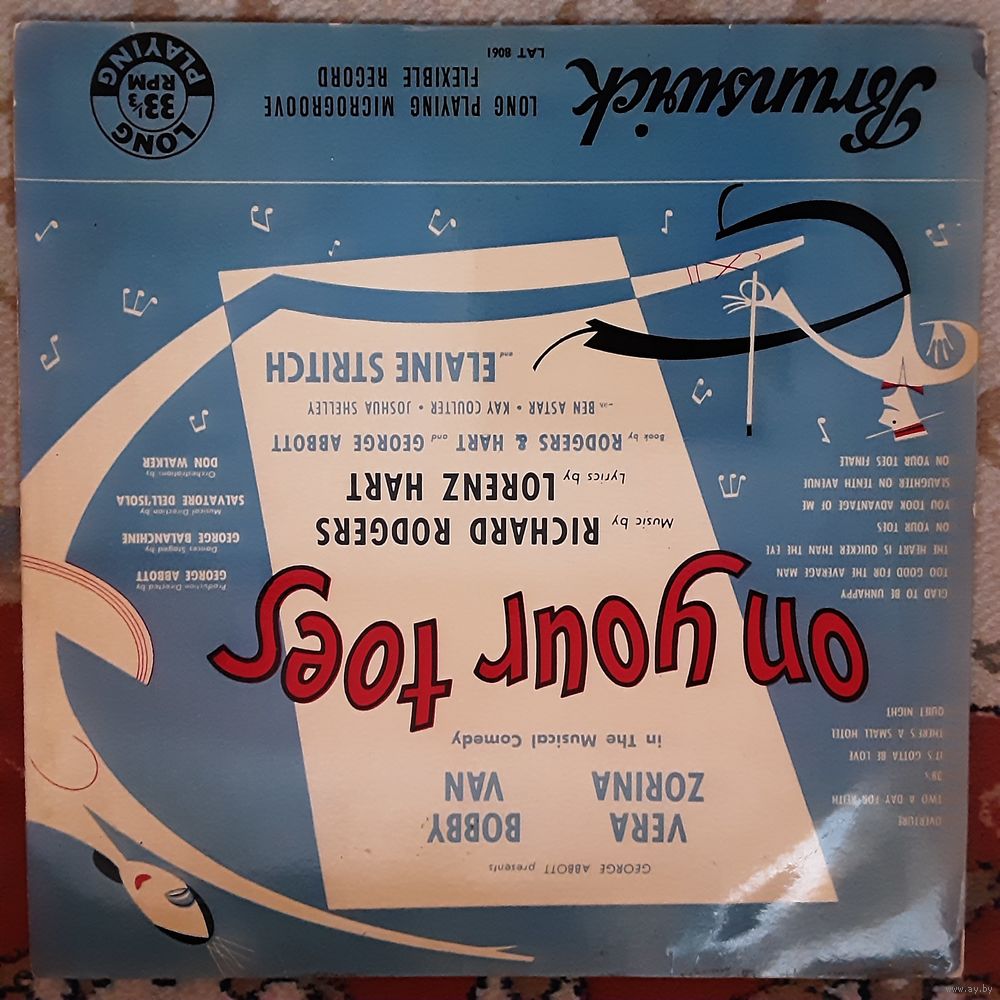 GEORGE ABBOTT presents
VERA ZORINA
BOBBY VAN
in The Musical Comedy
on your toes
OVERTURE
TWO A DAY FOR KEITH
3B's
IT'S GOTTA BE LOVE
THERE'S A SMALL HOTEL
QUIET NIGHT
GLAD TO BE UNHAPPY
TOO GOOD FOR THE AVERAGE MAN
THE HEART IS QUICKER THAN THE EYE
ON YOUR TOES
YOU TOOK ADVANTAGE OF ME
SLAUGHTER ON TENTH AVENUE
ON YOUR TOES FINALE
Music by RICHARD RODGERS
Lyrics by LORENZ HART
Book by RODGERS & HART and GEORGE ABBOTT
...with BEN ASTAR • KAY COULTER • JOSHUA SHELLEY
and ELAINE STRITCH
Production Directed by
GEORGE ABBOTT
Dances Staged by
GEORGE BALANCHINE
Musical Direction by
SALVATORE DELL'ISOLA
Orchestrations by
DON WALKER
Brunswick
LONG PLAYING MICROGROOVE
FLEXIBLE RECORD
LAT 8061
LONG
33 1/3
RPM
PLAYING
www.ay.by